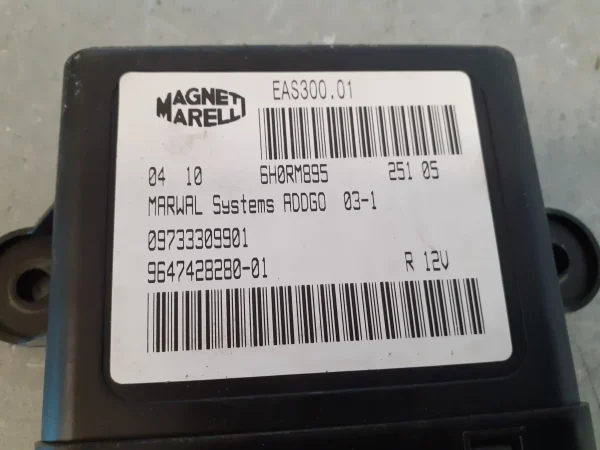 MAGNETI
MARELLI
EAS300.01
04 10 6H0RM895 251 05
MARWAL Systems ADDGO 03-1
09733309901
9647428280-01 R 12V